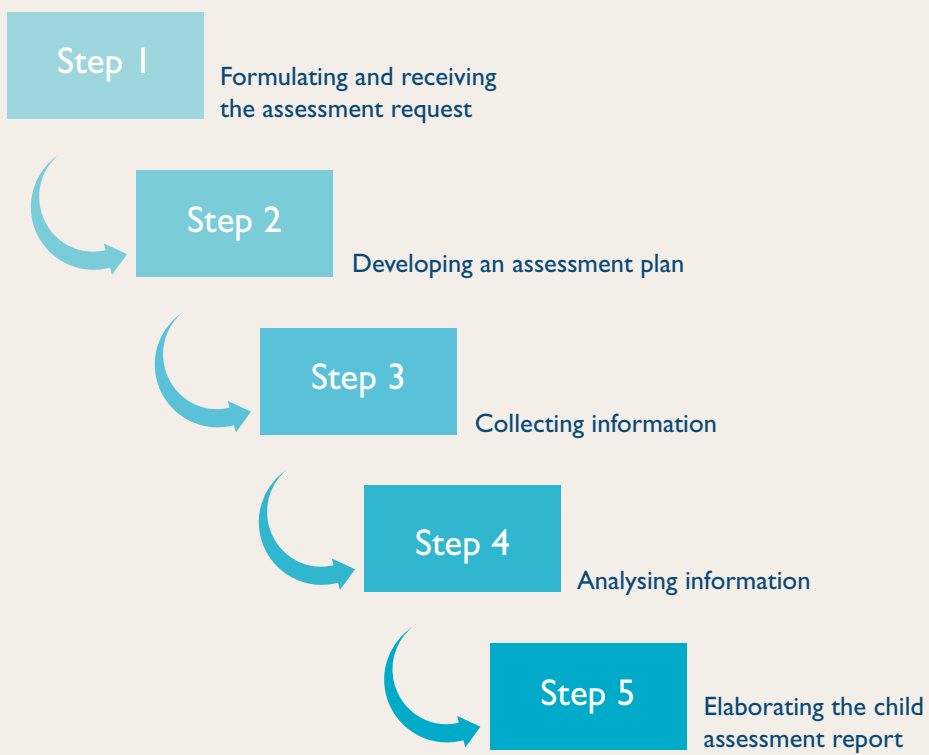 Step 1
Formulating and receiving
the assessment request
Step 2
Developing an assessment plan
Step 3
Collecting information
Step 4
Analysing information
Step 5
Elaborating the child
assessment report